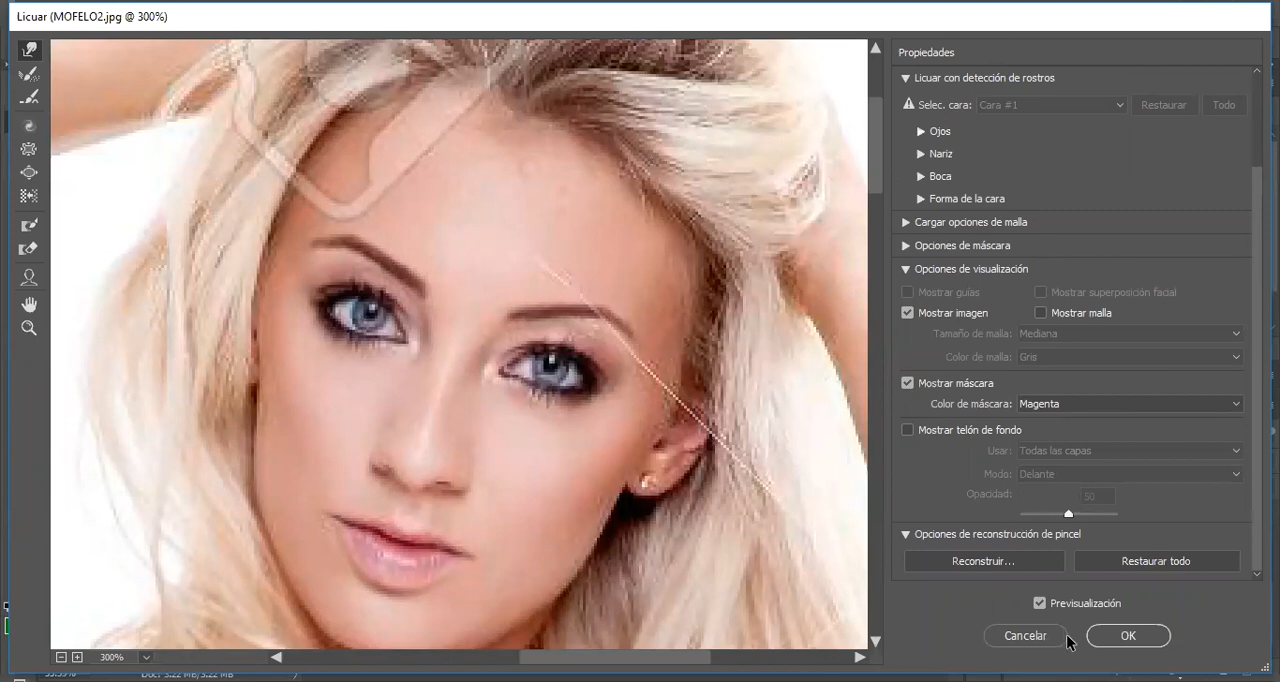 Licuar (MOFELO2.jpg @ 300%)
Propiedades
Licuar con detección de rostros
Selec. cara: Cara #1 Restaurar Todo
Ojos
Nariz
Boca
Forma de la cara
Cargar opciones de malla
Opciones de máscara
Opciones de visualización
Mostrar guías Mostrar superposición facial
Mostrar imagen Mostrar malla
Tamaño de malla: Mediana
Color de malla: Gris
Mostrar máscara
Color de máscara: Magenta
Mostrar telón de fondo
Usar: Todas las capas
Modo: Delante
Opacidad: 50
Opciones de reconstrucción de pincel
Reconstruir... Restaurar todo
Previsualización
Cancelar OK
300%